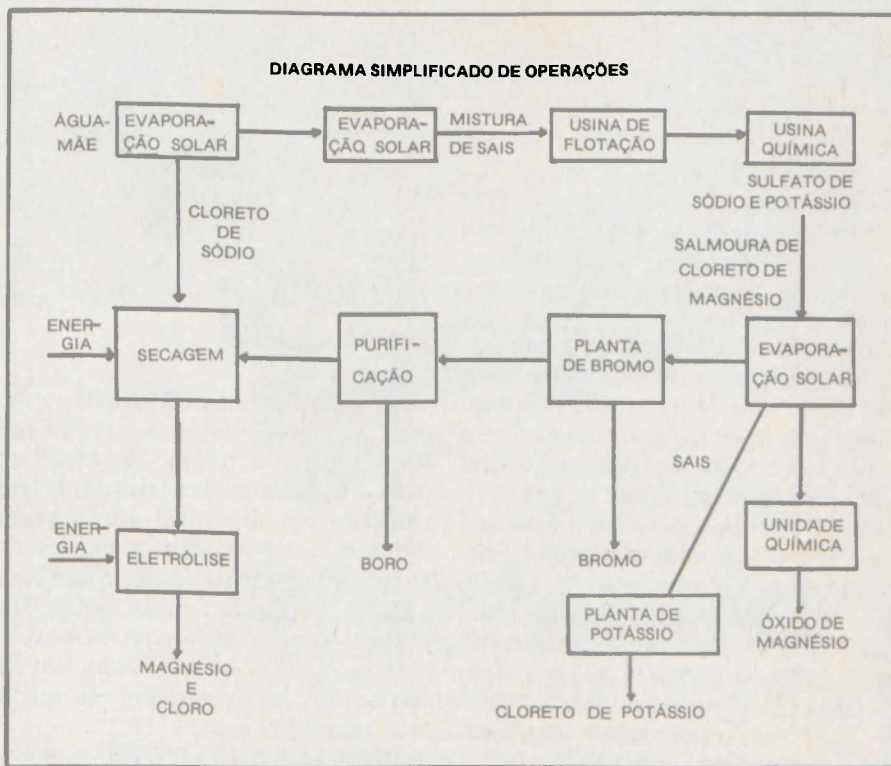 DIAGRAMA SIMPLIFICADO DE OPERAÇÕES
ÁGUA-
MÃE
EVAPORA-
ÇÃO SOLAR
EVAPORA-
ÇÃO SOLAR
MISTURA
DE SAIS
USINA DE
FLOTAÇÃO
USINA
QUÍMICA
SULFATO DE
SÓDIO E POTÁSSIO
CLORETO
DE
SÓDIO
SALMOURA DE
CLORETO DE
MAGNÉSIO
ENER-
GIA
SECAGEM
PURIFI-
CAÇÃO
PLANTA
DE BROMO
EVAPORA-
ÇÃO SOLAR
SAIS
ENER-
GIA
ELETRÓLISE
BORO
BROMO
UNIDADE
QUÍMICA
PLANTA DE
POTÁSSIO
ÓXIDO DE
MAGNÉSIO
MAGNÉSIO
E
CLORO
CLORETO DE POTÁSSIO